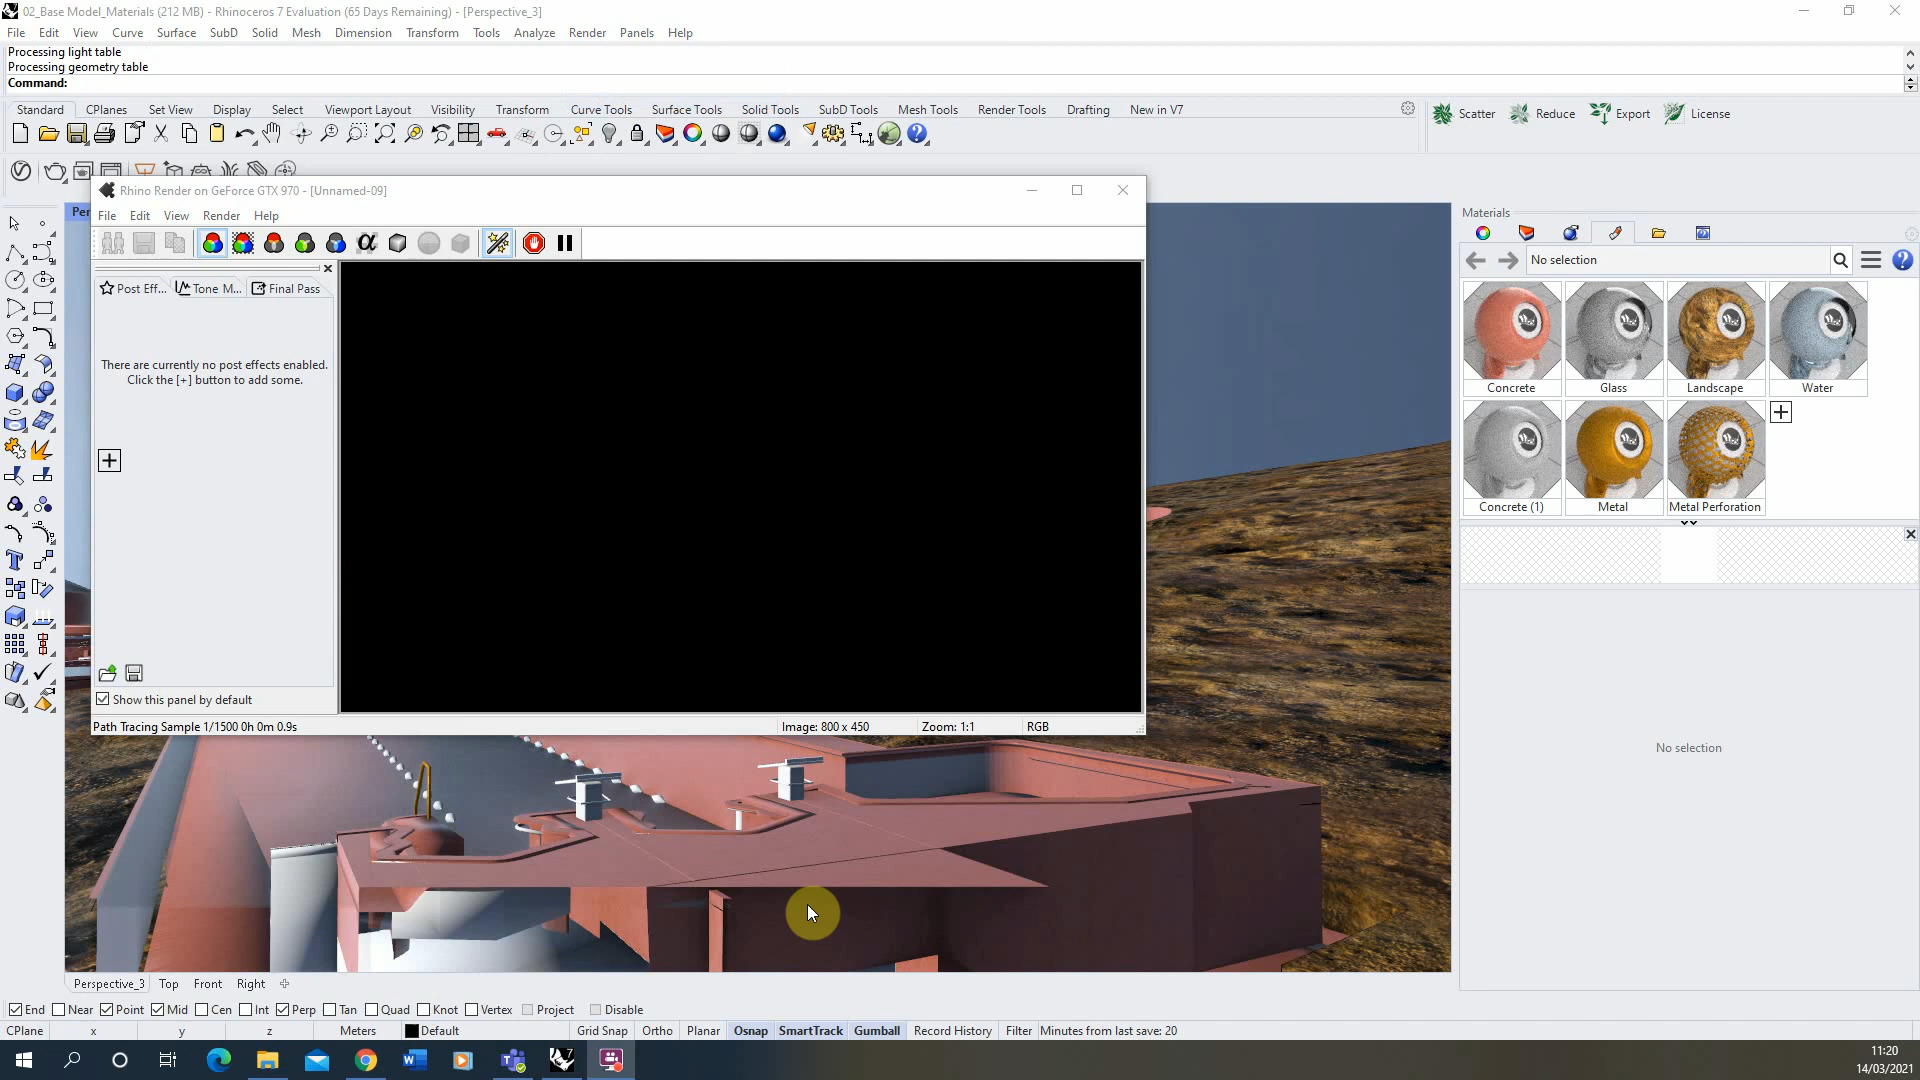 02_Base Model_Materials (212 MB) - Rhinoceros 7 Evaluation (65 Days Remaining) - [Perspective_3]
File Edit View Curve Surface SubD Solid Mesh Dimension Transform Tools Analyze Render Panels Help
Processing light table
Processing geometry table
Command:
Standard CPlanes Set View Display Select Viewport Layout Visibility Transform Curve Tools Surface Tools Solid Tools SubD Tools Mesh Tools Render Tools Drafting New in V7
Scatter Reduce Export License
Per
Rhino Render on GeForce GTX 970 - [Unnamed-09]
File Edit View Render Help
Post Eff... Tone M... Final Pass
There are currently no post effects enabled.
Click the [+] button to add some.
Show this panel by default
Path Tracing Sample 1/1500 0h 0m 0.9s Image: 800 x 450 Zoom: 1:1 RGB
Materials
No selection
Concrete Glass Landscape Water
Concrete (1) Metal Metal Perforation
No selection
Perspective_3 Top Front Right
End Near Point Mid Cen Int Perp Tan Quad Knot Vertex Project Disable
CPlane x y z Meters Default Grid Snap Ortho Planar Osnap SmartTrack Gumball Record History Filter Minutes from last save: 20
11:20
14/03/2021